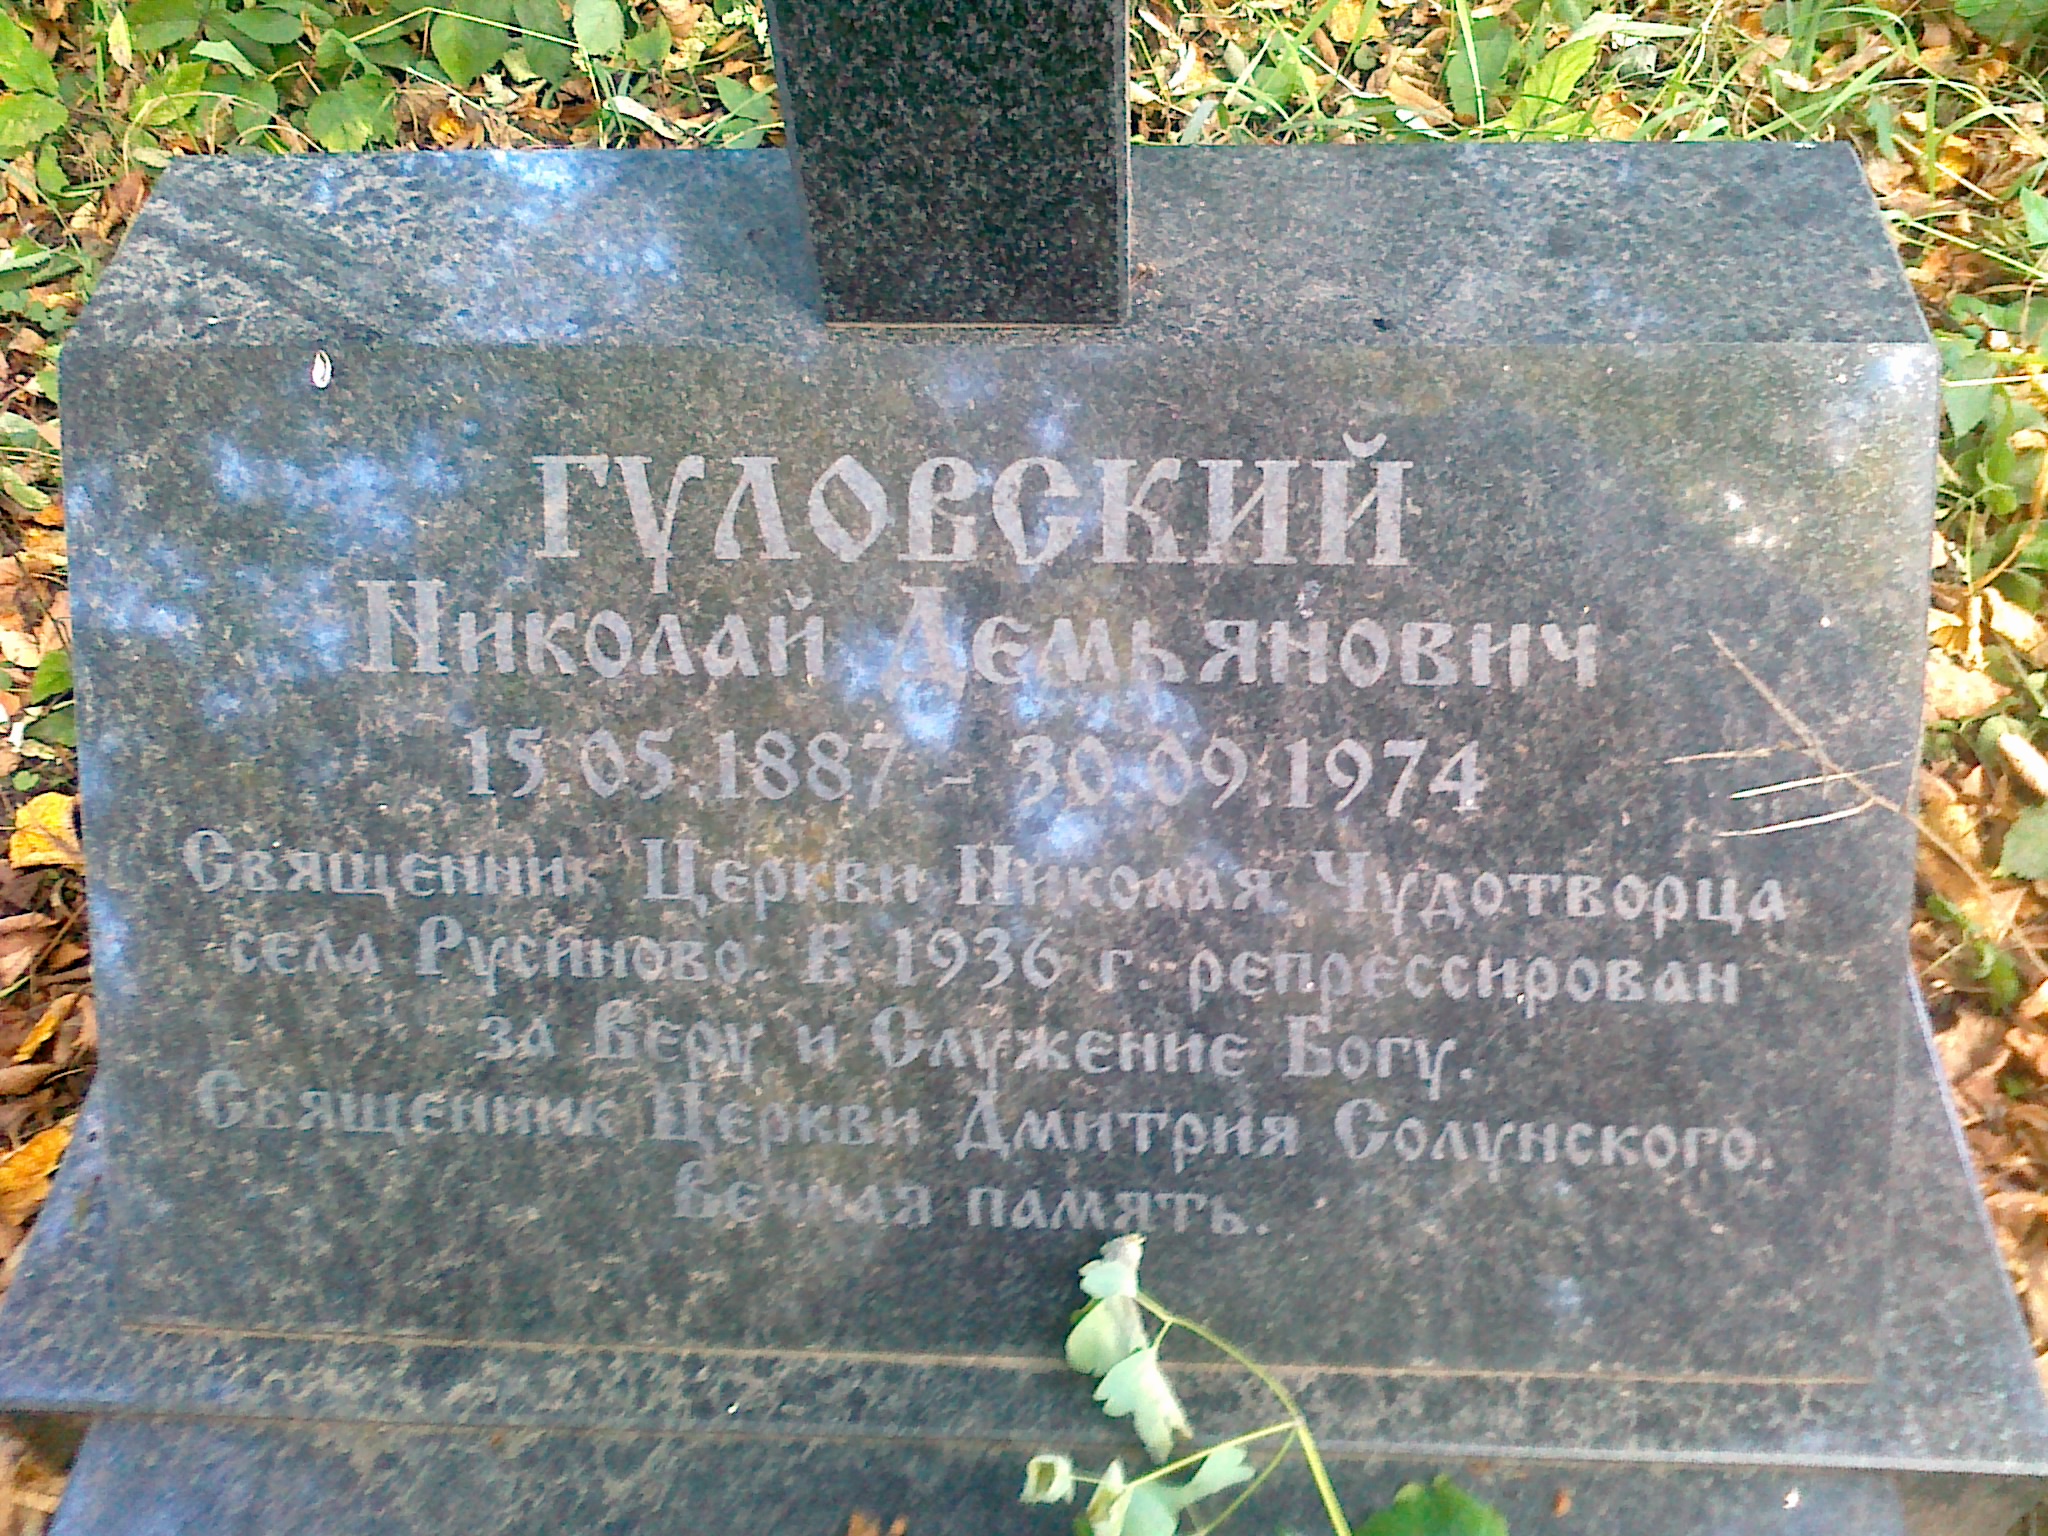 ГУЛОВСКИЙ
Николай Демьянович
15.05.1887 - 30.09.1974
Священник Церкви Николая Чудотворца
села Русиново. В 1936 г. репрессирован
за Веру и Служение Богу.
Священник Церкви Дмитрия Солунского.
Вечная память.